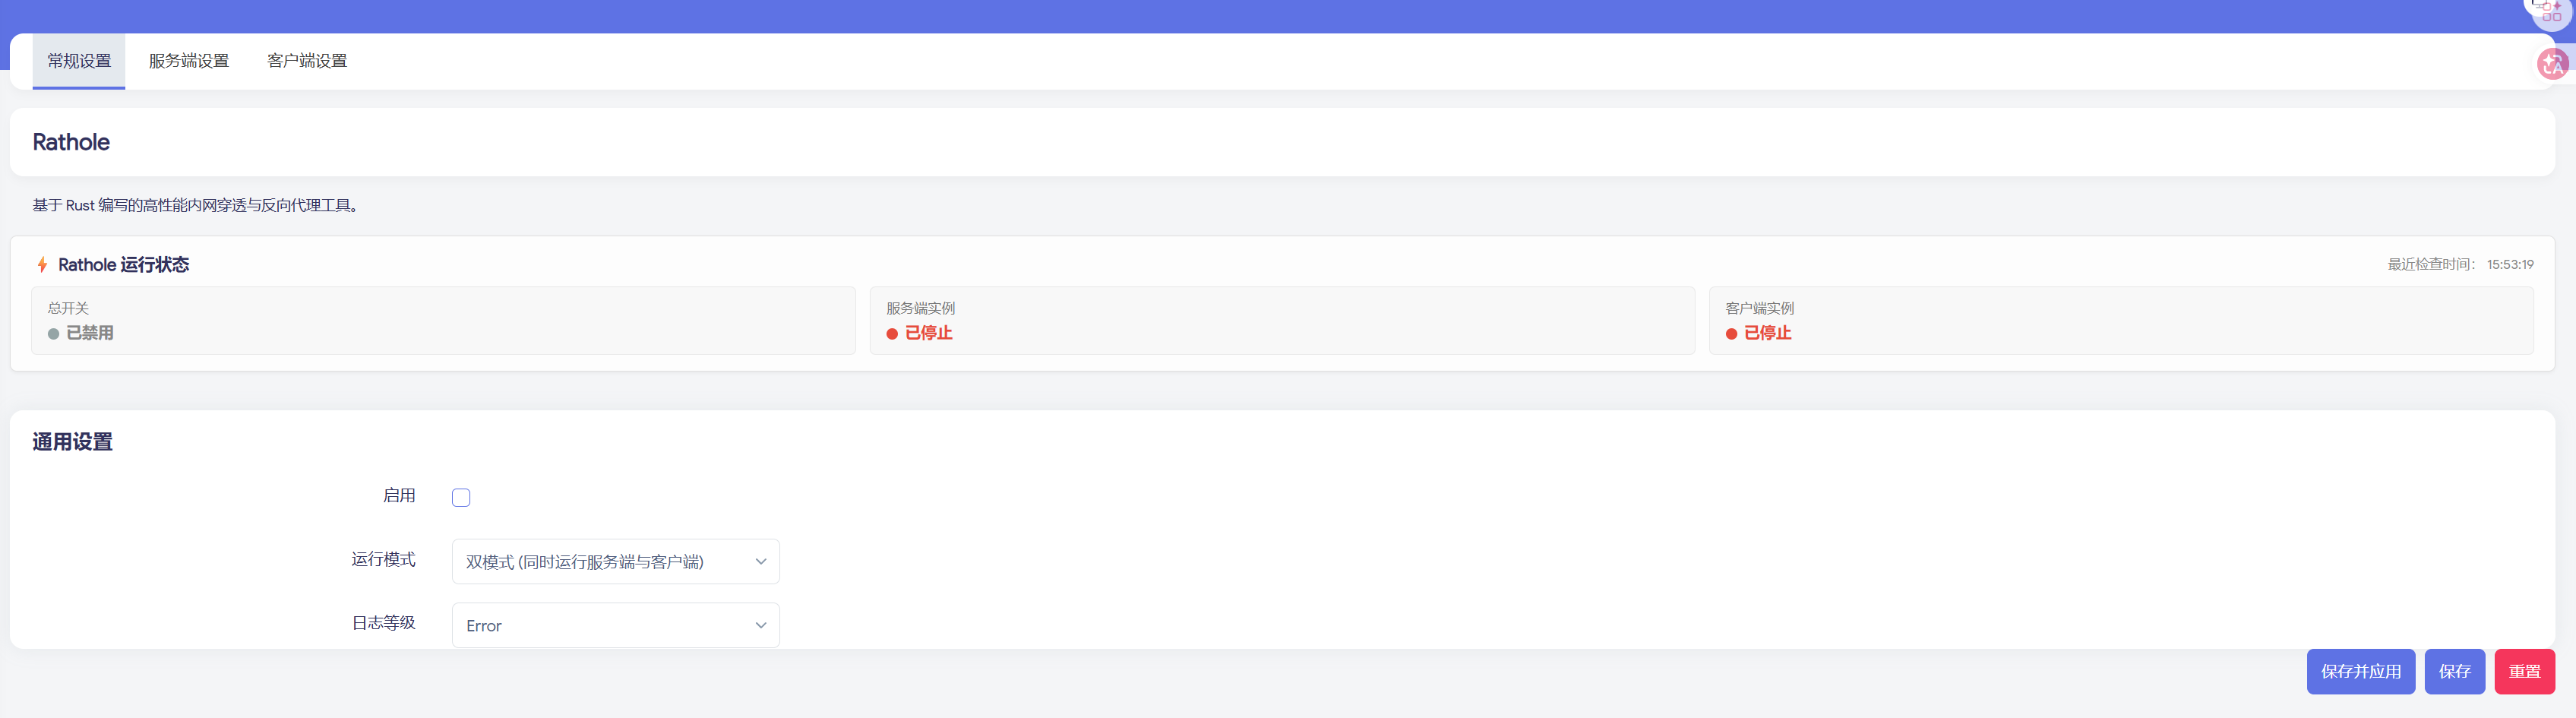 常规设置 服务端设置 客户端设置
Rathole
基于 Rust 编写的高性能内网穿透与反向代理工具。
Rathole 运行状态 最近检查时间： 15:53:19
总开关 服务端实例 客户端实例
已禁用 已停止 已停止
通用设置
启用
运行模式 双模式 (同时运行服务端与客户端)
日志等级 Error
保存并应用 保存 重置